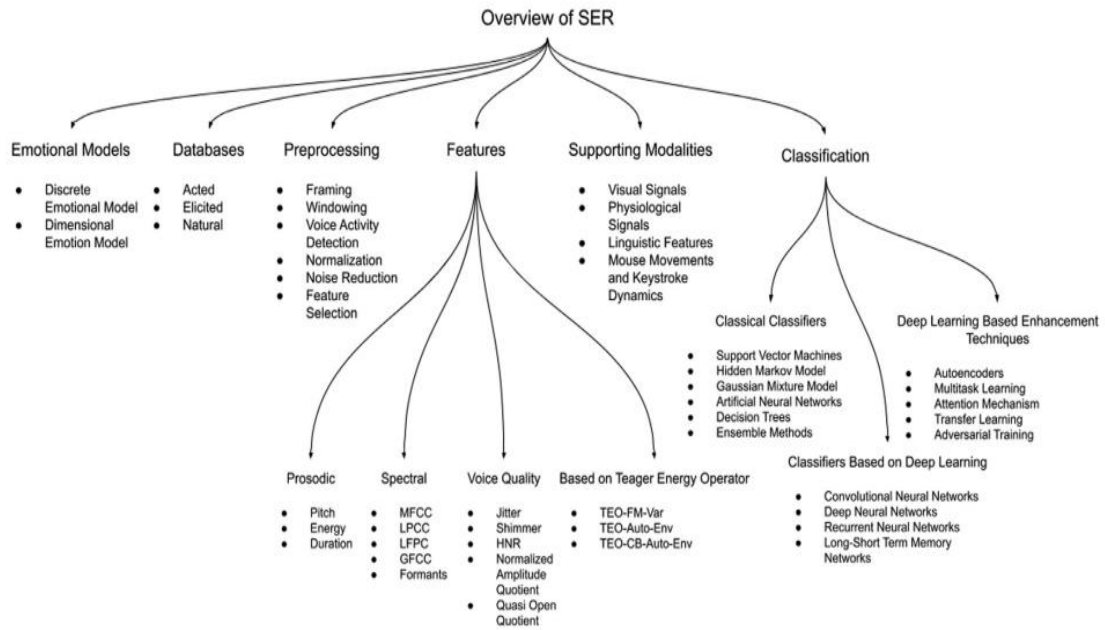 Overview of SER
Emotional Models
● Discrete
Emotional Model
● Dimensional
Emotion Model
Databases
● Acted
● Elicited
● Natural
Preprocessing
● Framing
● Windowing
● Voice Activity
Detection
● Normalization
● Noise Reduction
● Feature
Selection
Features
Prosodic
● Pitch
● Energy
● Duration
Spectral
● MFCC
● LPCC
● LFPC
● GFCC
● Formants
Voice Quality
● Jitter
● Shimmer
● HNR
● Normalized
Amplitude
Quotient
● Quasi Open
Quotient
Based on Teager Energy Operator
● TEO-FM-Var
● TEO-Auto-Env
● TEO-CB-Auto-Env
Supporting Modalities
● Visual Signals
● Physiological
Signals
● Linguistic Features
● Mouse Movements
and Keystroke
Dynamics
Classification
Classical Classifiers
● Support Vector Machines
● Hidden Markov Model
● Gaussian Mixture Model
● Artificial Neural Networks
● Decision Trees
● Ensemble Methods
Classifiers Based on Deep Learning
● Convolutional Neural Networks
● Deep Neural Networks
● Recurrent Neural Networks
● Long-Short Term Memory
Networks
Deep Learning Based Enhancement
Techniques
● Autoencoders
● Multitask Learning
● Attention Mechanism
● Transfer Learning
● Adversarial Training